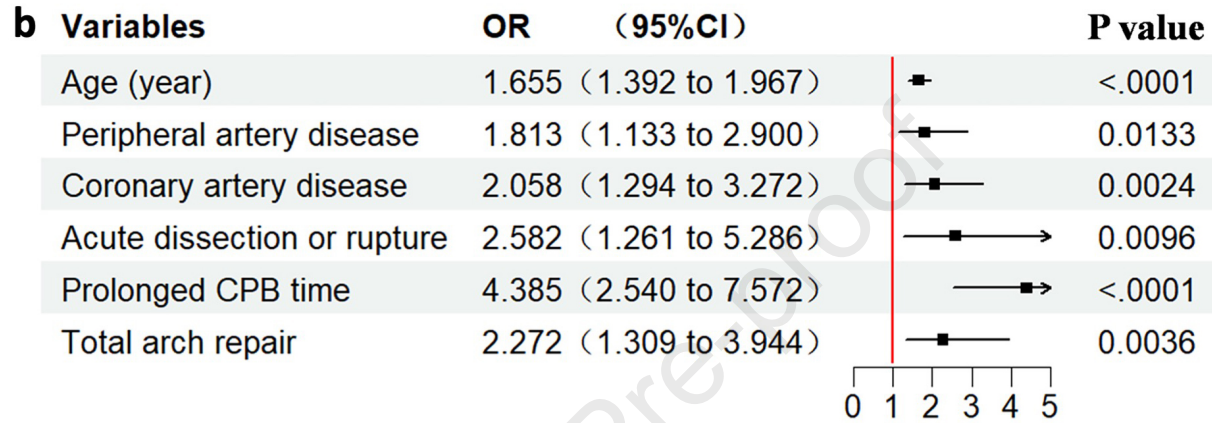 b Variables OR （95%CI） P value
Age (year) 1.655（1.392 to 1.967） <.0001
Peripheral artery disease 1.813（1.133 to 2.900） 0.0133
Coronary artery disease 2.058（1.294 to 3.272） 0.0024
Acute dissection or rupture 2.582（1.261 to 5.286） 0.0096
Prolonged CPB time 4.385（2.540 to 7.572） <.0001
Total arch repair 2.272（1.309 to 3.944） 0.0036
0 1 2 3 4 5
Pre-proof